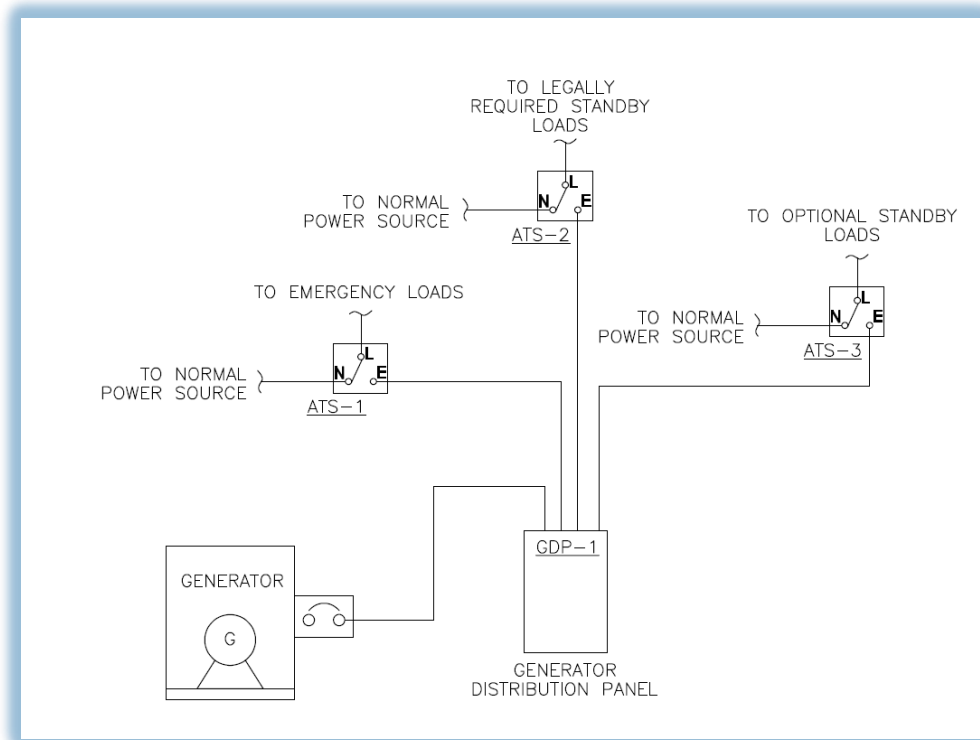 TO LEGALLY
REQUIRED STANDBY
LOADS
TO NORMAL
POWER SOURCE
N
L
E
ATS-2
TO OPTIONAL STANDBY
LOADS
TO NORMAL
POWER SOURCE
N
L
E
ATS-3
TO EMERGENCY LOADS
TO NORMAL
POWER SOURCE
N
L
E
ATS-1
GENERATOR
G
GDP-1
GENERATOR
DISTRIBUTION PANEL